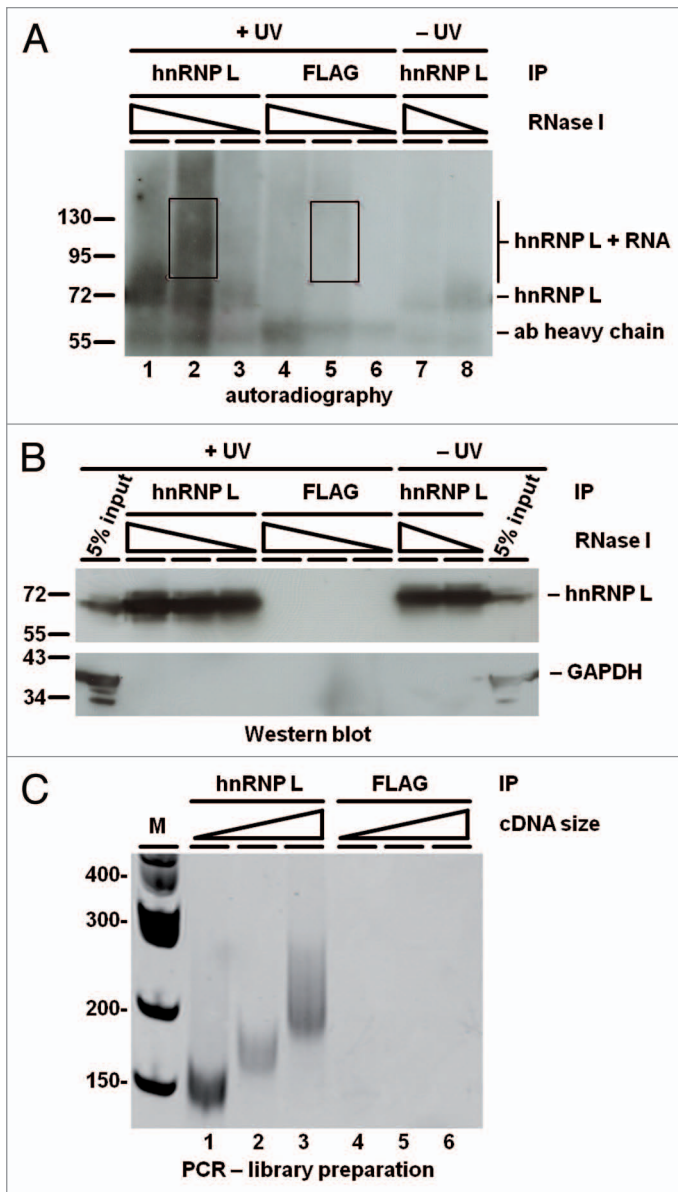 A
+ UV – UV
hnRNP L FLAG hnRNP L IP
RNase I
130
95
72
55
hnRNP L + RNA
hnRNP L
ab heavy chain
1 2 3 4 5 6 7 8
autoradiography
B
+ UV – UV
5% input hnRNP L FLAG hnRNP L 5% input IP
RNase I
72
55
– hnRNP L
43
34
– GAPDH
Western blot
C
hnRNP L FLAG IP
M cDNA size
400-
300-
200-
150-
1 2 3 4 5 6
PCR – library preparation